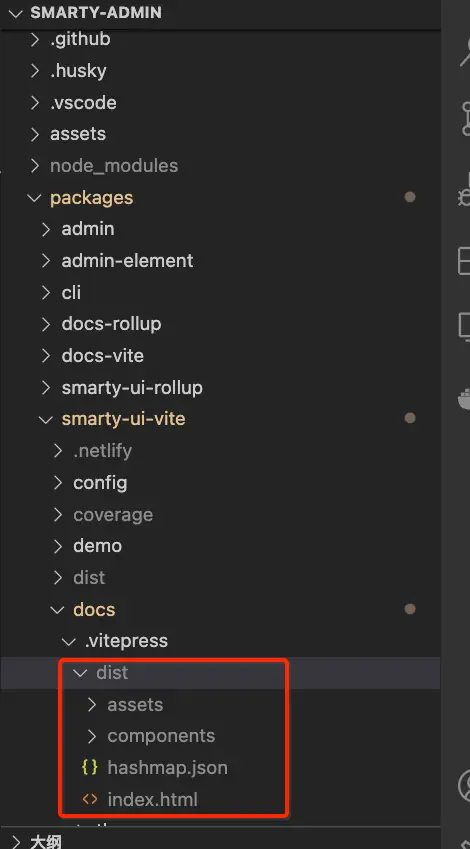 SMARTY-ADMIN
.github
.husky
.vscode
assets
node_modules
packages
admin
admin-element
cli
docs-rollup
docs-vite
smarty-ui-rollup
smarty-ui-vite
.netlify
config
coverage
demo
dist
docs
.vitepress
dist
assets
components
{} hashmap.json
<> index.html
大纲